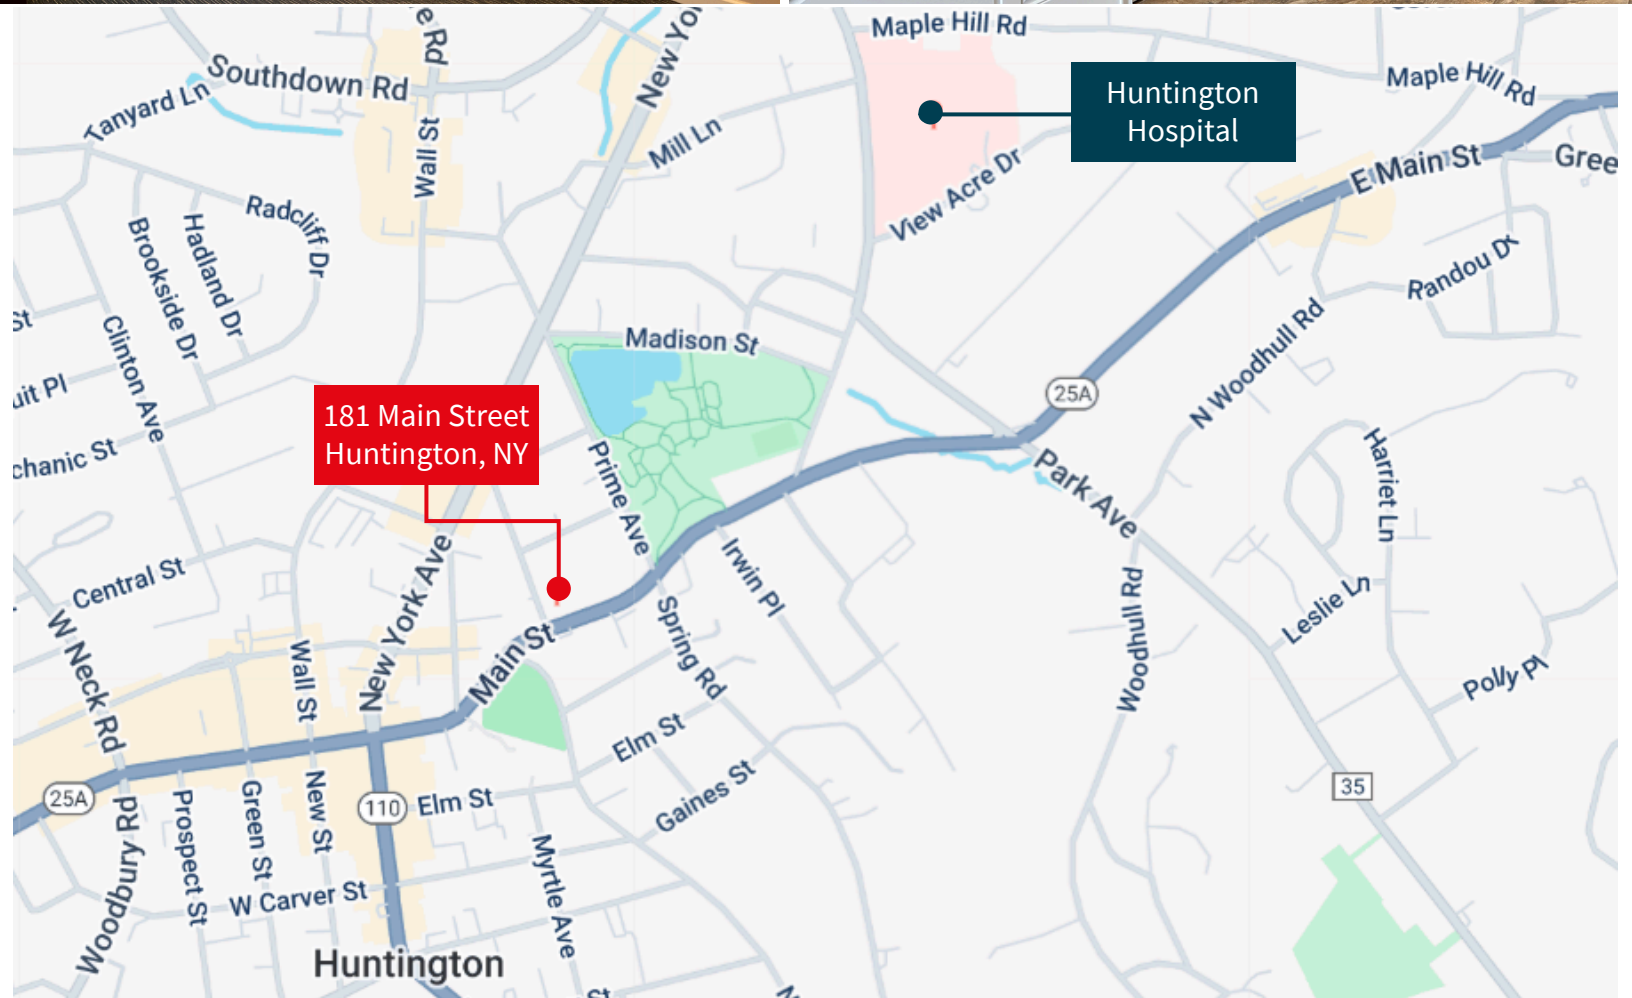 Maple Hill Rd
Southdown Rd
Tanyard Ln
Wall St
Mill Ln
Huntington
Hospital
Maple Hill Rd
E Main St
View Acre Dr
Radcliff Dr
Hadland Dr
Brookside Dr
Randou Dr
Clinton Ave
Madison St
N Woodhull Rd
25A
181 Main Street
Huntington, NY
Prime Ave
Park Ave
Harriet Ln
Central St
New York Ave
Irwin Pl
Spring Rd
Woodhull Rd
Leslie Ln
W Neck Rd
Wall St
Main St
Polly Pl
Elm St
25A
110
Elm St
Gaines St
35
Woodbury Rd
Prospect St
Green St
New St
W Carver St
Myrtle Ave
Huntington